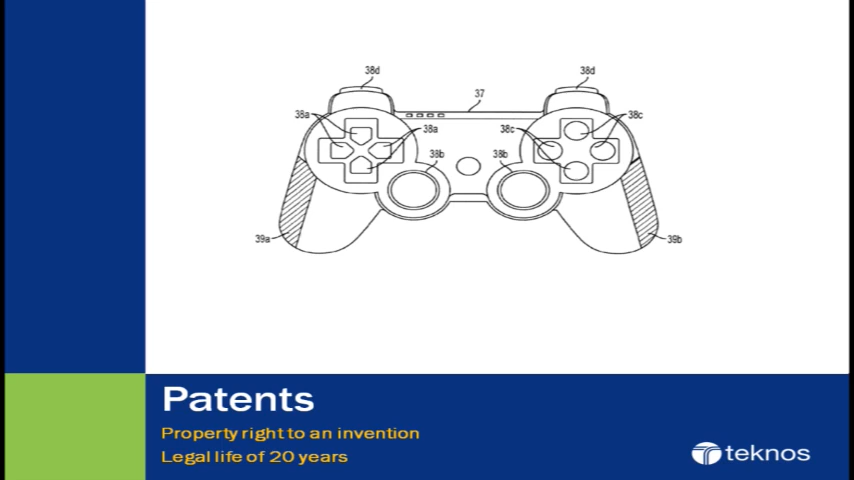 38d
38d
37
38a
38a
38c
38c
38b
38b
39a
39b
Patents
Property right to an invention
Legal life of 20 years
teknos